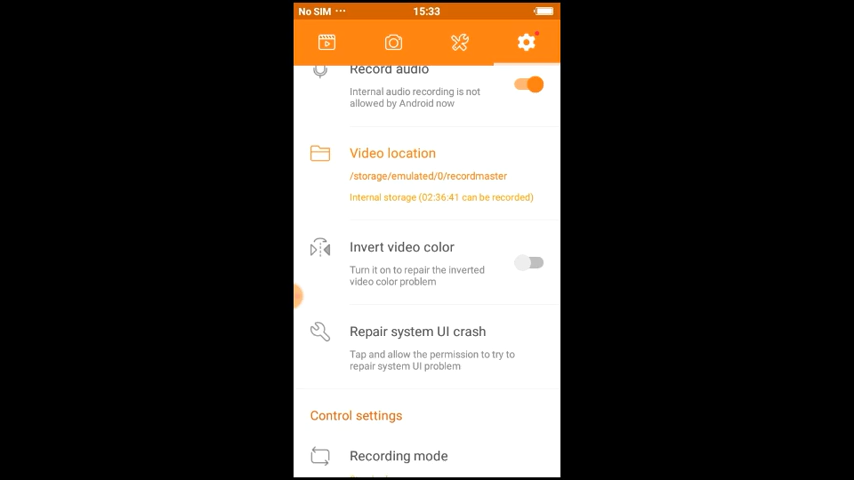 No SIM ···
15:33
Record audio
Internal audio recording is not
allowed by Android now
Video location
/storage/emulated/0/recordmaster
Internal storage (02:36:41 can be recorded)
Invert video color
Turn it on to repair the inverted
video color problem
Repair system UI crash
Tap and allow the permission to try to
repair system UI problem
Control settings
Recording mode